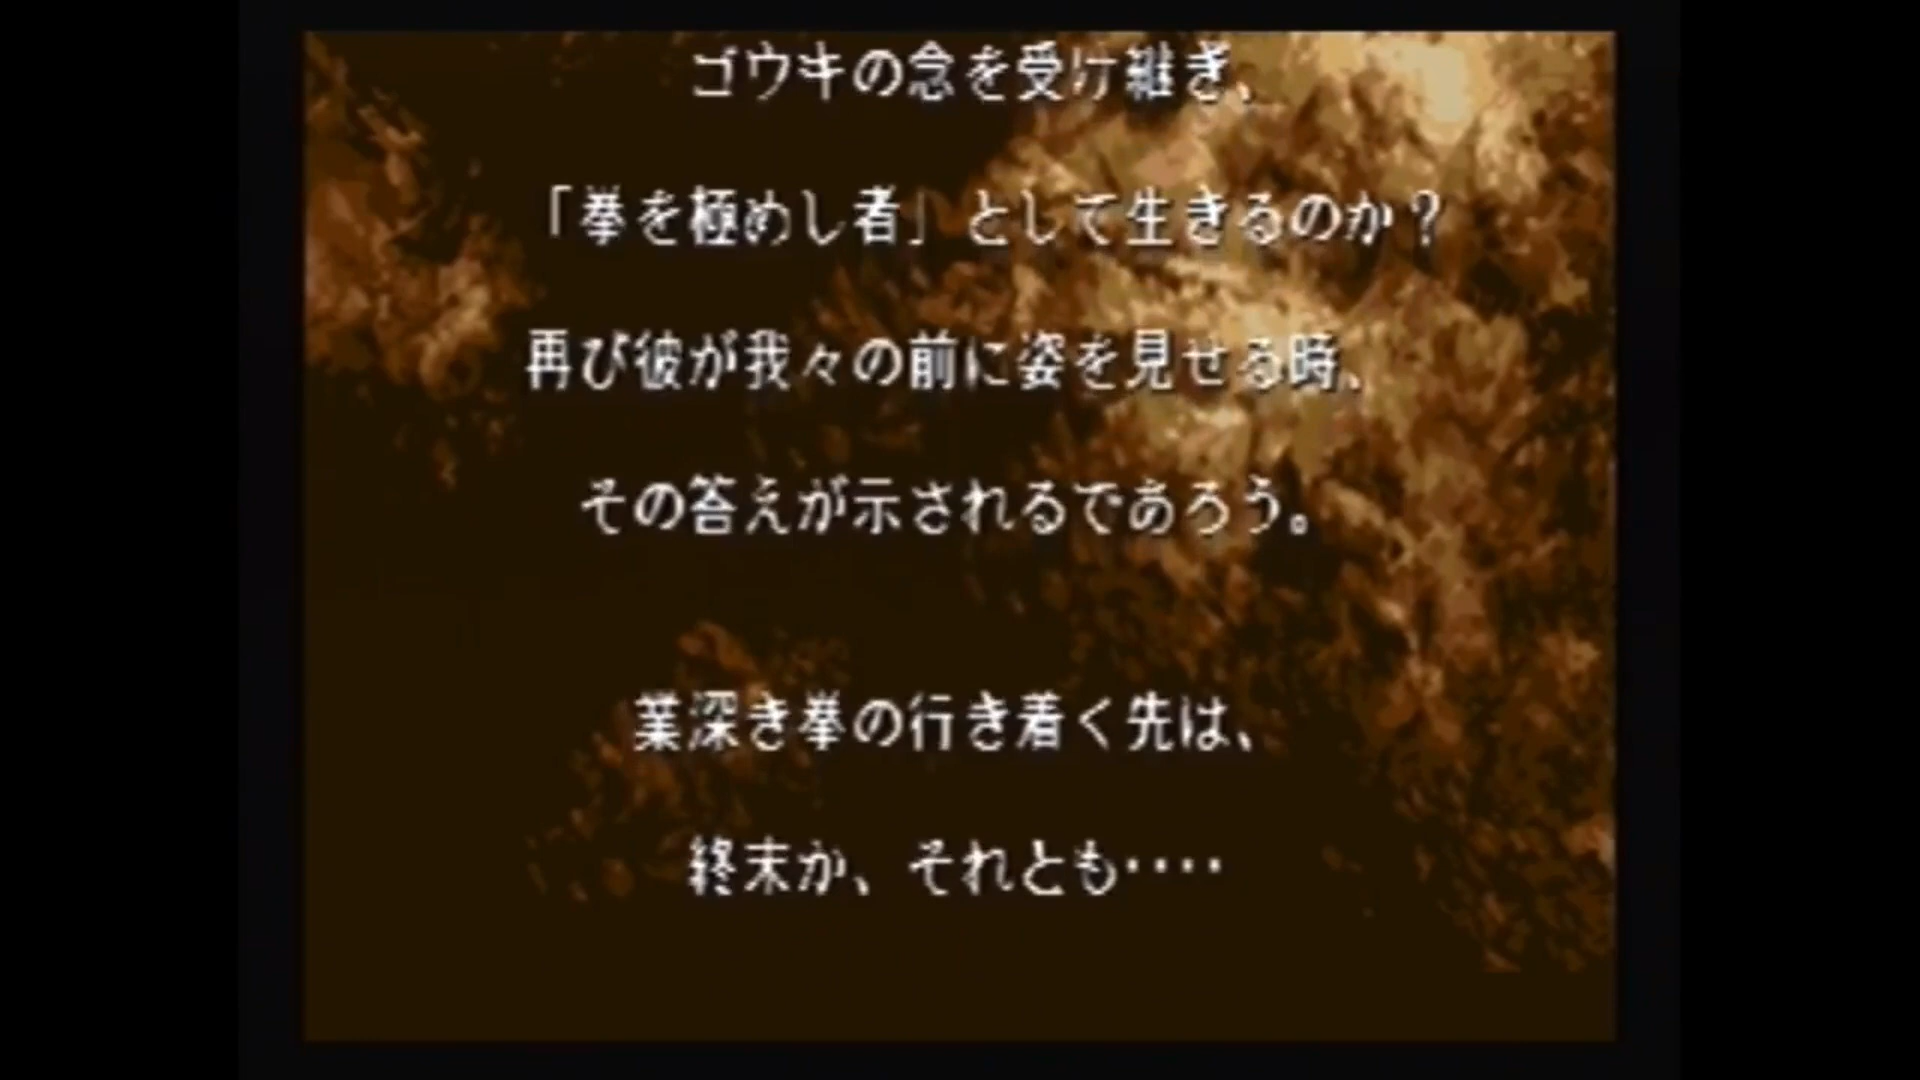 ゴウキの念を受け継ぎ、
「拳を極めし者」として生きるのか？
再び彼が我々の前に姿を見せる時、
その答えが示されるであろう。
業深き拳の行き着く先は、
終末か、それとも‥‥